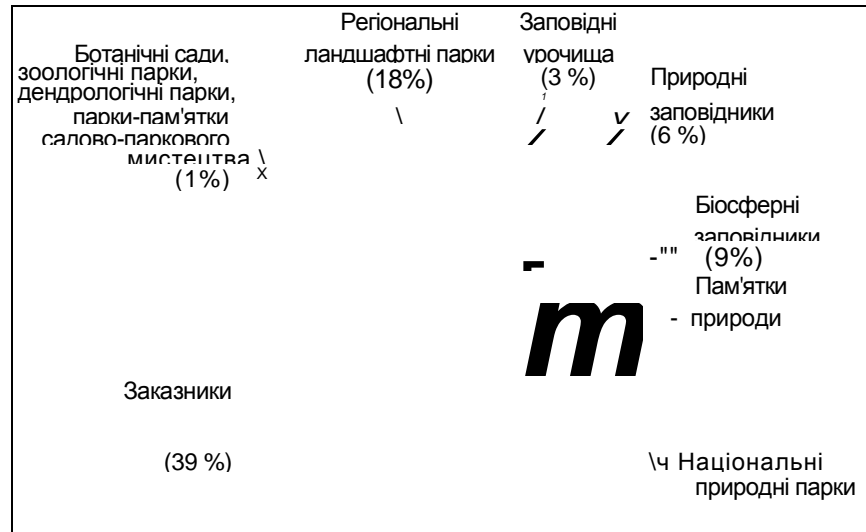 Регіональні
ландшафтні парки
(18%)
\
Заповідні
урочища
(3 %)
1
/
Ботанічні сади,
зоологічні парки,
дендрологічні парки,
парки-пам'ятки
садово-паркового
мистецтва \
(1%) X
Природні
v заповідники
/ / (6 %)
Біосферні
заповідники
-"" (9%)
Пам'ятки
- природи
m
Заказники
(39 %)
\ч Національні
природні парки